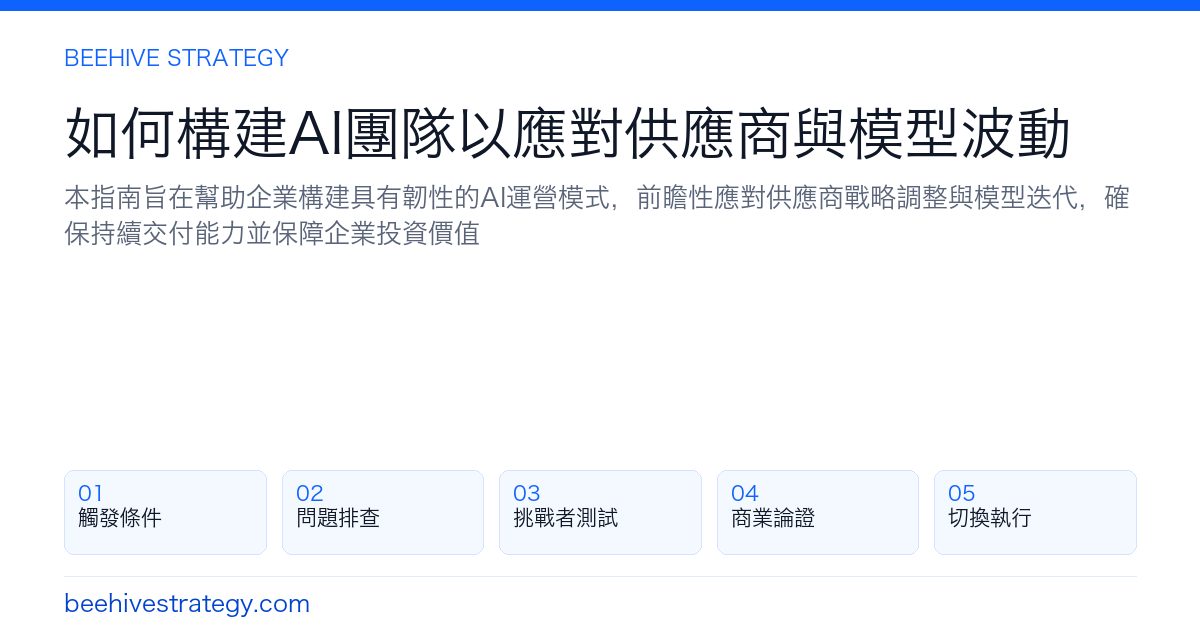 BEEHIVE STRATEGY
如何構建AI團隊以應對供應商與模型波動
本指南旨在幫助企業構建具有韌性的AI運營模式，前瞻性應對供應商戰略調整與模型迭代，確
保持續交付能力並保障企業投資價值
01
觸發條件
02
問題排查
03
挑戰者測試
04
商業論證
05
切換執行
beehivestrategy.com